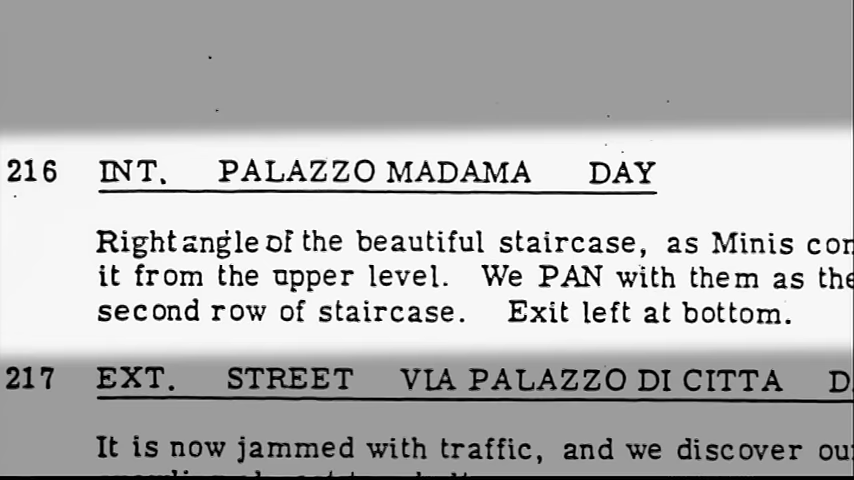 216 INT. PALAZZO MADAMA DAY
Right angle of the beautiful staircase, as Minis
it from the upper level. We PAN with them as
second row of staircase. Exit left at bottom.
217 EXT. STREET VIA PALAZZO DI CITTA
It is now jammed with traffic, and we discover